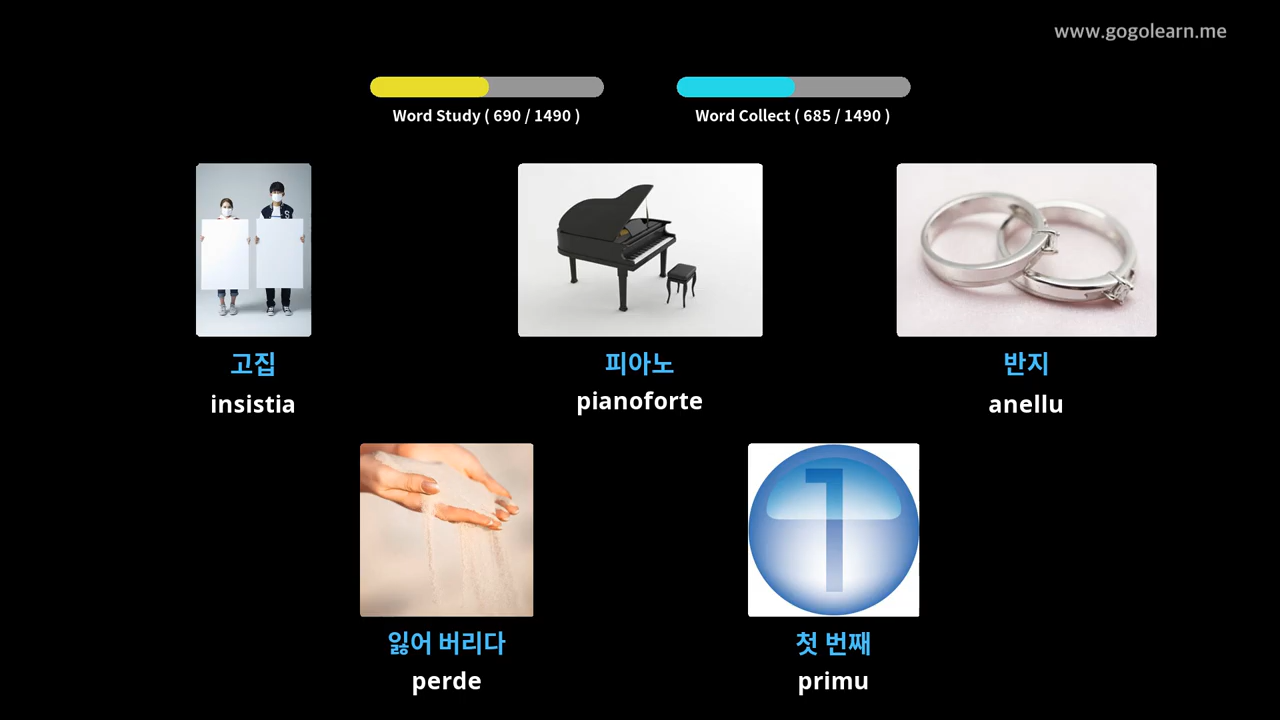 www.gogolearn.me
Word Study ( 690 / 1490 )
Word Collect ( 685 / 1490 )
고집
insistia
피아노
pianoforte
반지
anellu
잃어 버리다
perde
1
첫 번째
primu